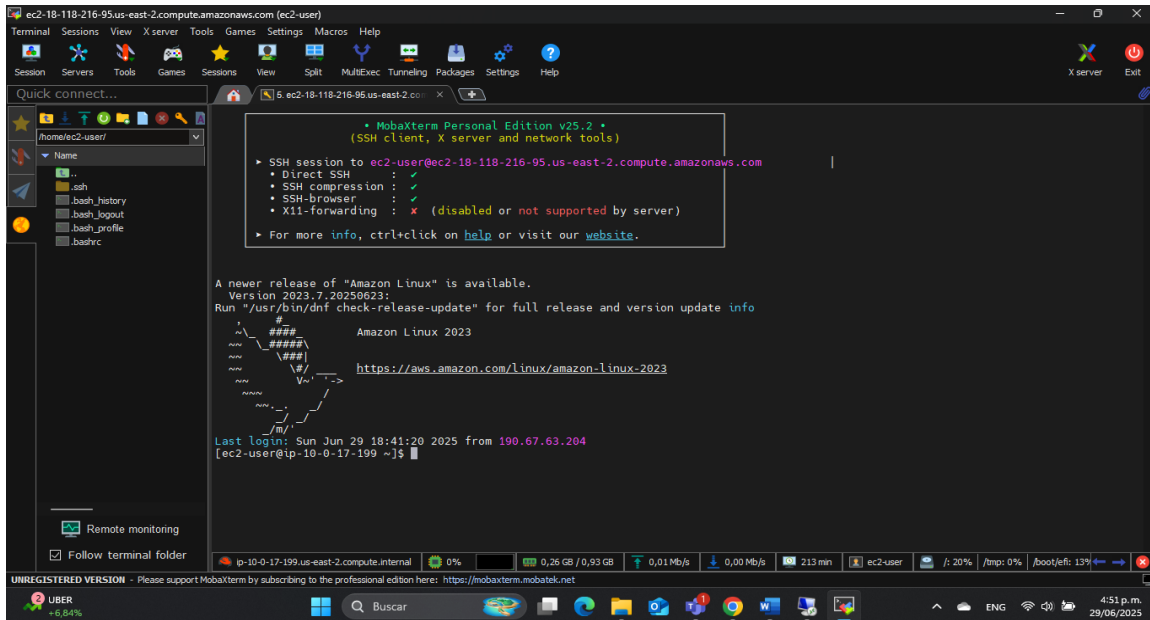 ec2-18-118-216-95.us-east-2.compute.amazonaws.com (ec2-user)
Terminal Sessions View X server Tools Games Settings Macros Help
Session Servers Tools Games Sessions View Split MultiExec Tunneling Packages Settings Help X server Exit
Quick connect...
5. ec2-18-118-216-95.us-east-2.con
/home/ec2-user/
Name
..
.ssh
.bash_history
.bash_logout
.bash_profile
.bashrc
Remote monitoring
Follow terminal folder
• MobaXterm Personal Edition v25.2 •
(SSH client, X server and network tools)
► SSH session to ec2-user@ec2-18-118-216-95.us-east-2.compute.amazonaws.com
• Direct SSH : ✔
• SSH compression : ✔
• SSH-browser : ✔
• X11-forwarding : ✘ (disabled or not supported by server)
► For more info, ctrl+click on help or visit our website.
A newer release of "Amazon Linux" is available.
Version 2023.7.20250623:
Run "/usr/bin/dnf check-release-update" for full release and version update info
   ,     #_
   ~\_  ####_        Amazon Linux 2023
  ~~  \_#####\
  ~~     \###|
  ~~       \#/ ___   https://aws.amazon.com/linux/amazon-linux-2023
   ~~       V~' '->
    ~~~         /
      ~~._.   _/
         _/ _/
       _/m/'
Last login: Sun Jun 29 18:41:20 2025 from 190.67.63.204
[ec2-user@ip-10-0-17-199 ~]$
ip-10-0-17-199.us-east-2.compute.internal 0% 0,26 GB / 0,93 GB 0,01 Mb/s 0,00 Mb/s 213 min ec2-user /: 20% /tmp: 0% /boot/efi: 13%
UNREGISTERED VERSION - Please support MobaXterm by subscribing to the professional edition here: https://mobaxterm.mobatek.net
2 UBER
+6,84%
Buscar
1
ENG
4:51 p.m.
29/06/2025